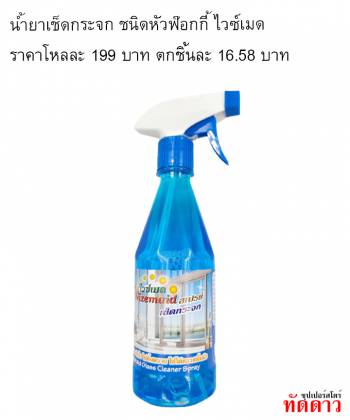 น้ำยาเช็ดกระจก ชนิดหัวฟ๊อกกี้ ไวซ์เมด
ราคาโหลละ 199 บาท ตกชิ้นละ 16.58 บาท
ไวซ์เมด
Wizemaid สเปรย์
เช็ดกระจก
Glass Cleaner Spray
ซุปเปอร์สโตร์
ทัดดาว